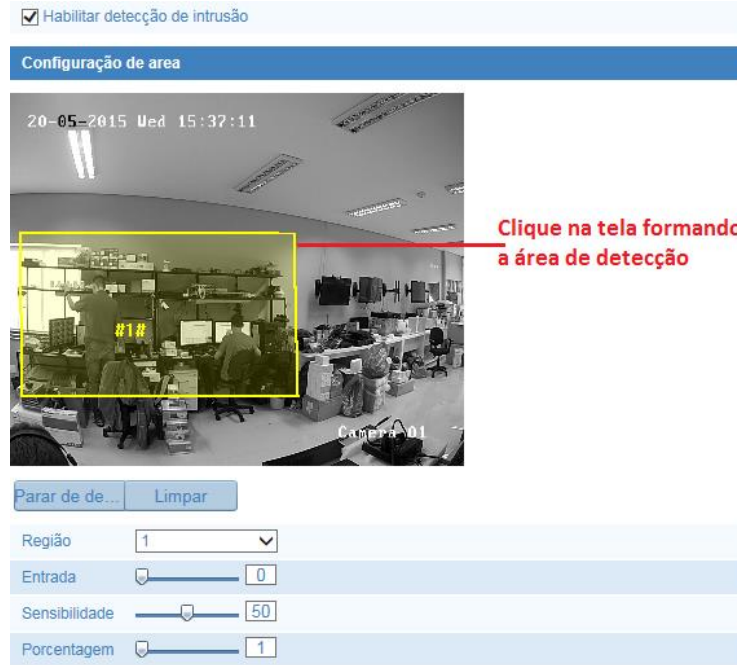 Habilitar detecção de intrusão
Configuração de area
20-05-2015 Wed 15:37:11
Clique na tela formando
a área de detecção
#1#
Camera 01
Parar de de...
Limpar
Região 1
Entrada 0
Sensibilidade 50
Porcentagem 1